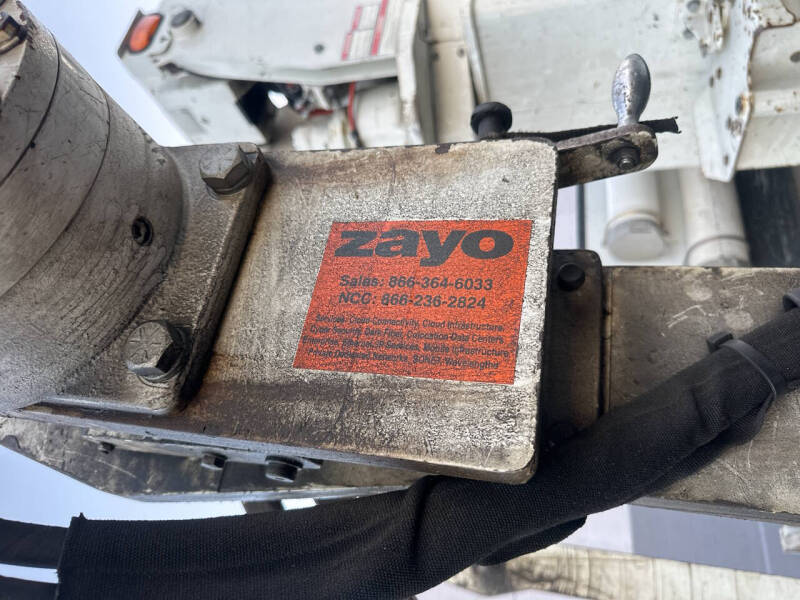 zayo
Sales: 866-364-6033
NCC: 866-236-2824
Services: Cloud Connectivity, Cloud Infrastructure,
Cyber Security, Dark Fiber, Colocation Data Centers,
Enterprise, Ethernet, IP Services, Mobile Infrastructure,
Private Dedicated Networks, SONET, Wavelengths